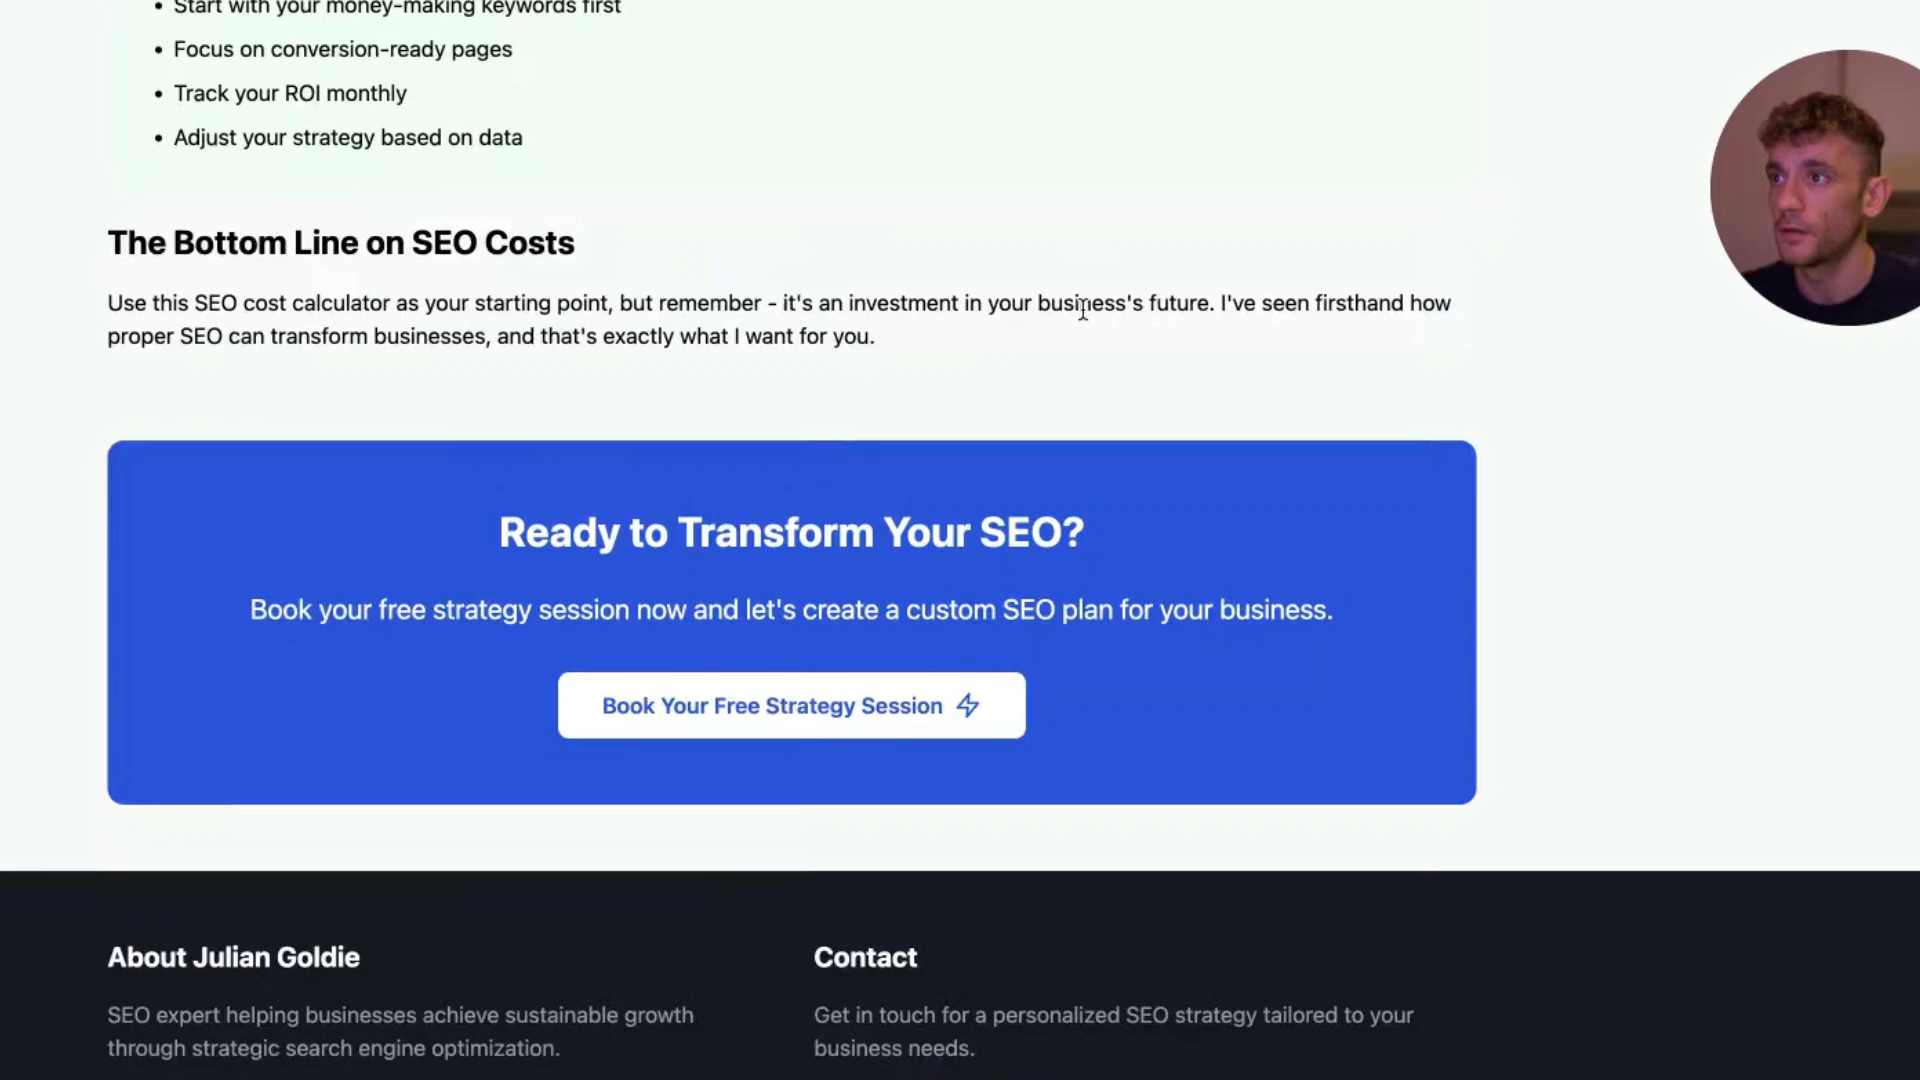 • Start with your money-making keywords first
• Focus on conversion-ready pages
• Track your ROI monthly
• Adjust your strategy based on data
The Bottom Line on SEO Costs
Use this SEO cost calculator as your starting point, but remember - it's an investment in your business's future. I've seen firsthand how
proper SEO can transform businesses, and that's exactly what I want for you.
Ready to Transform Your SEO?
Book your free strategy session now and let's create a custom SEO plan for your business.
Book Your Free Strategy Session
About Julian Goldie
SEO expert helping businesses achieve sustainable growth
through strategic search engine optimization.
Contact
Get in touch for a personalized SEO strategy tailored to your
business needs.